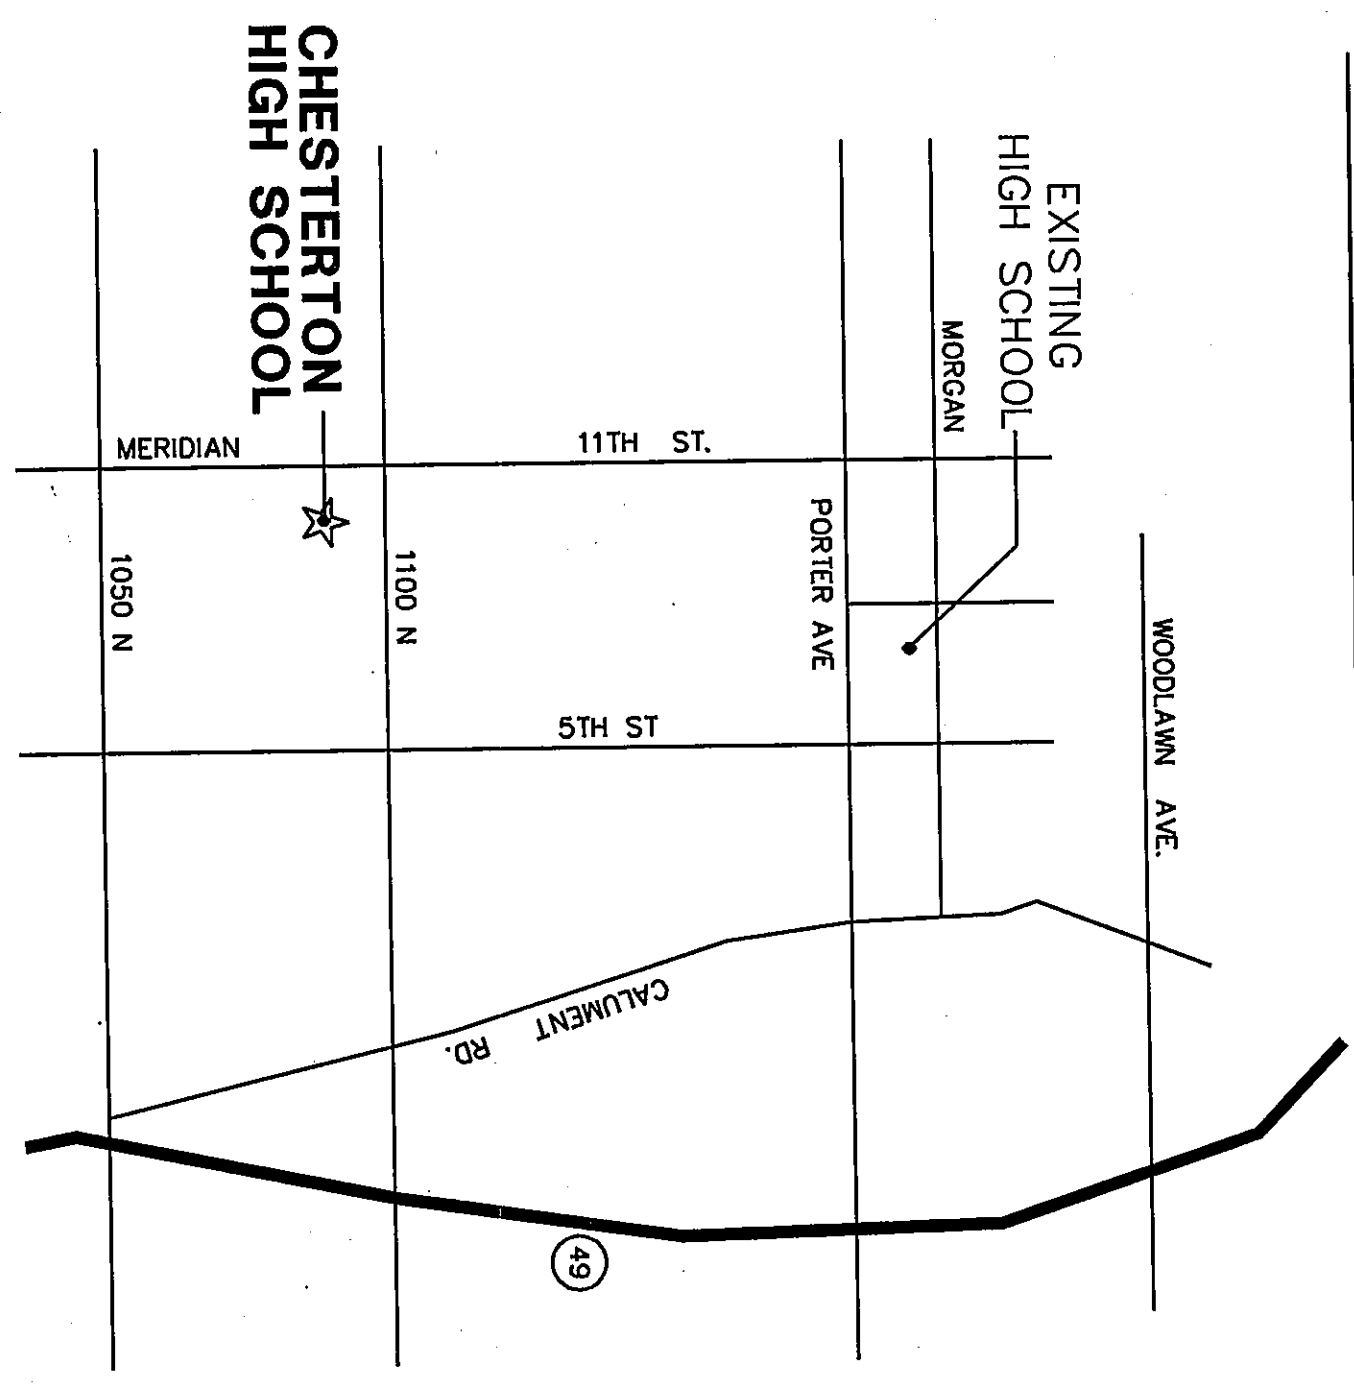 EXISTING
HIGH SCHOOL
CHESTERTON
HIGH SCHOOL
MORGAN
WOODLAWN AVE.
PORTER AVE
11TH ST.
MERIDIAN
1100 N
1050 N
5TH ST
CALUMENT RD.
49